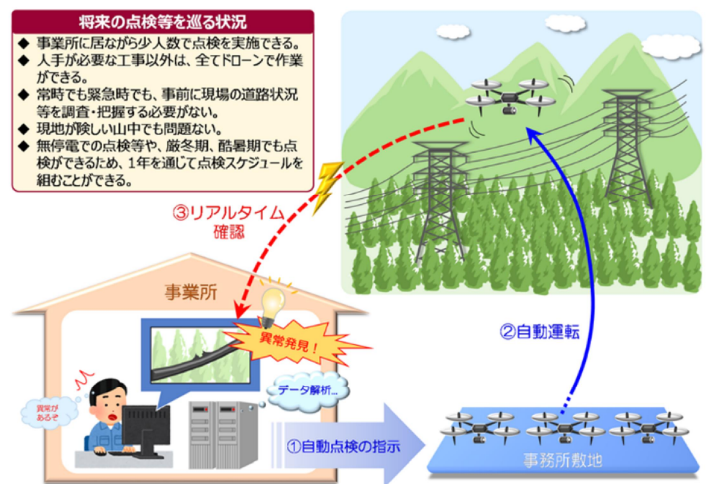 将来の点検等を巡る状況
◆ 事業所に居ながら少人数で点検を実施できる。
◆ 人手が必要な工事以外は、全てドローンで作業
ができる。
◆ 常時でも緊急時でも、事前に現場の道路状況
等を調査・把握する必要がない。
◆ 現地が険しい山中でも問題ない。
◆ 無停電での点検等や、厳冬期、酷暑期でも点
検ができるため、1年を通じて点検スケジュールを
組むことができる。
③リアルタイム
確認
事業所
異常発見！
②自動運転
データ解析...
異常が
あるぞ
①自動点検の指示
事務所敷地